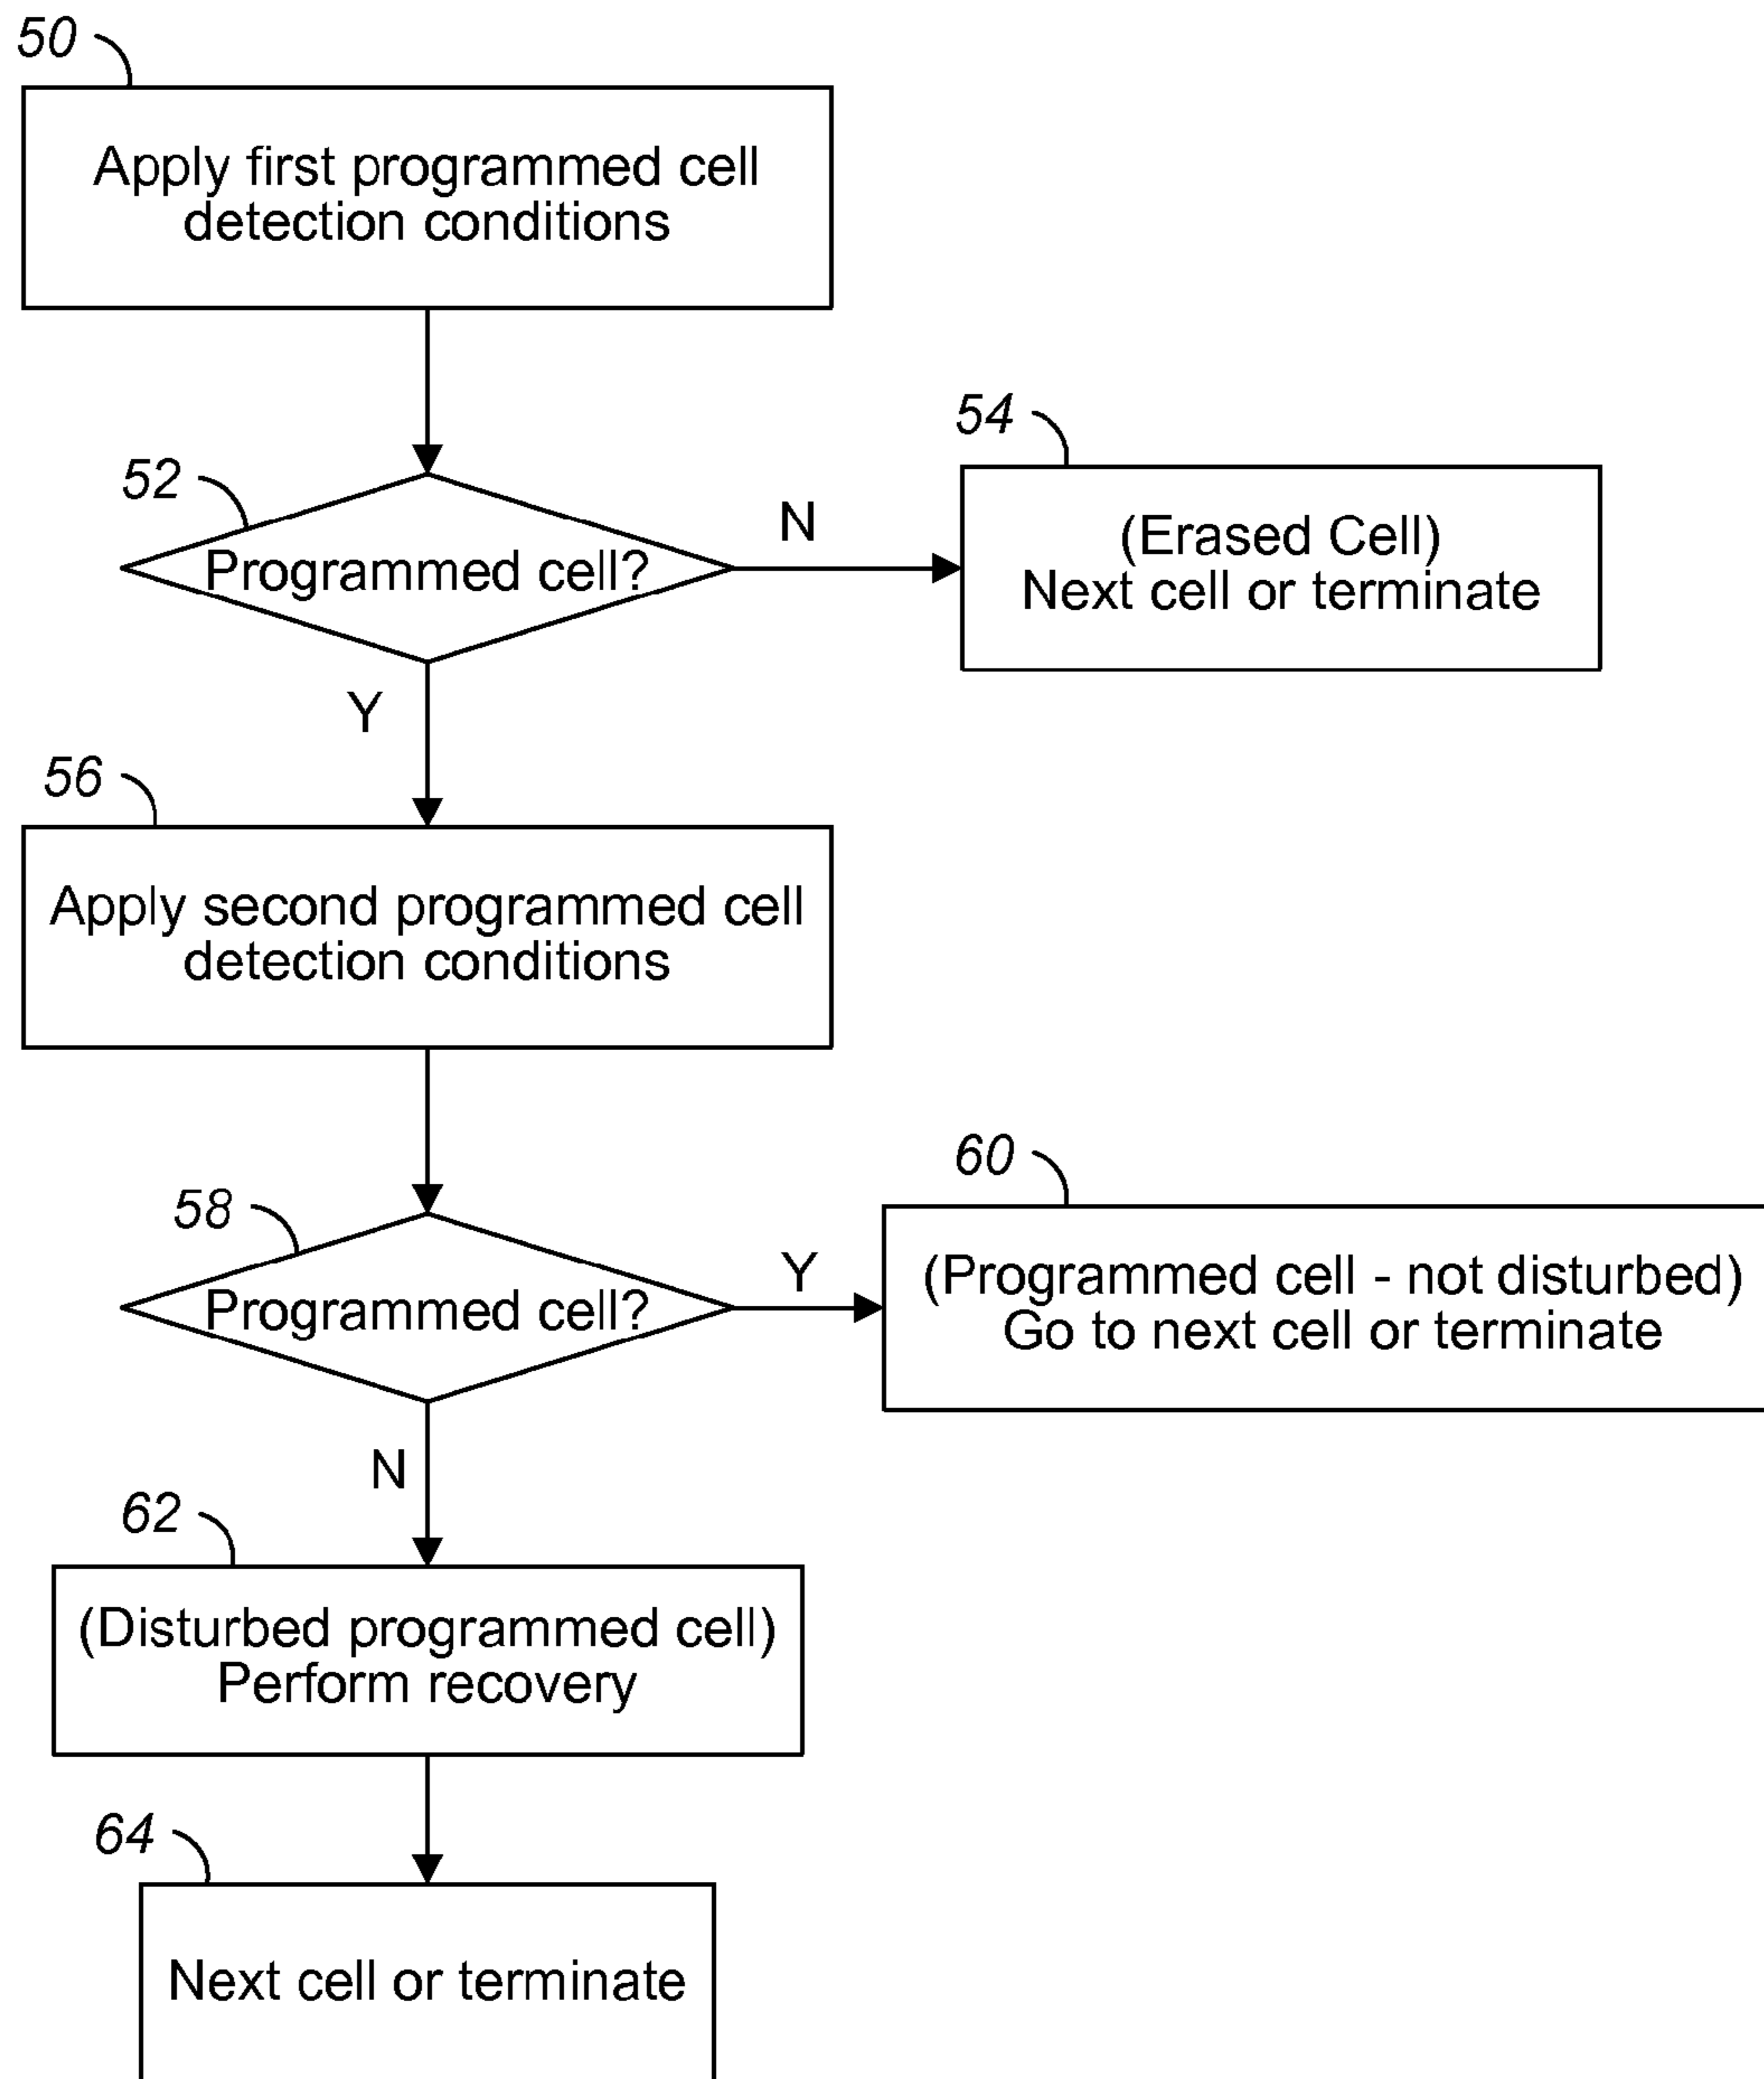 50
Apply first programmed cell
detection conditions
52
Programmed cell?
N
54
(Erased Cell)
Next cell or terminate
Y
56
Apply second programmed cell
detection conditions
58
Programmed cell?
Y
60
(Programmed cell - not disturbed)
Go to next cell or terminate
N
62
(Disturbed programmed cell)
Perform recovery
64
Next cell or terminate